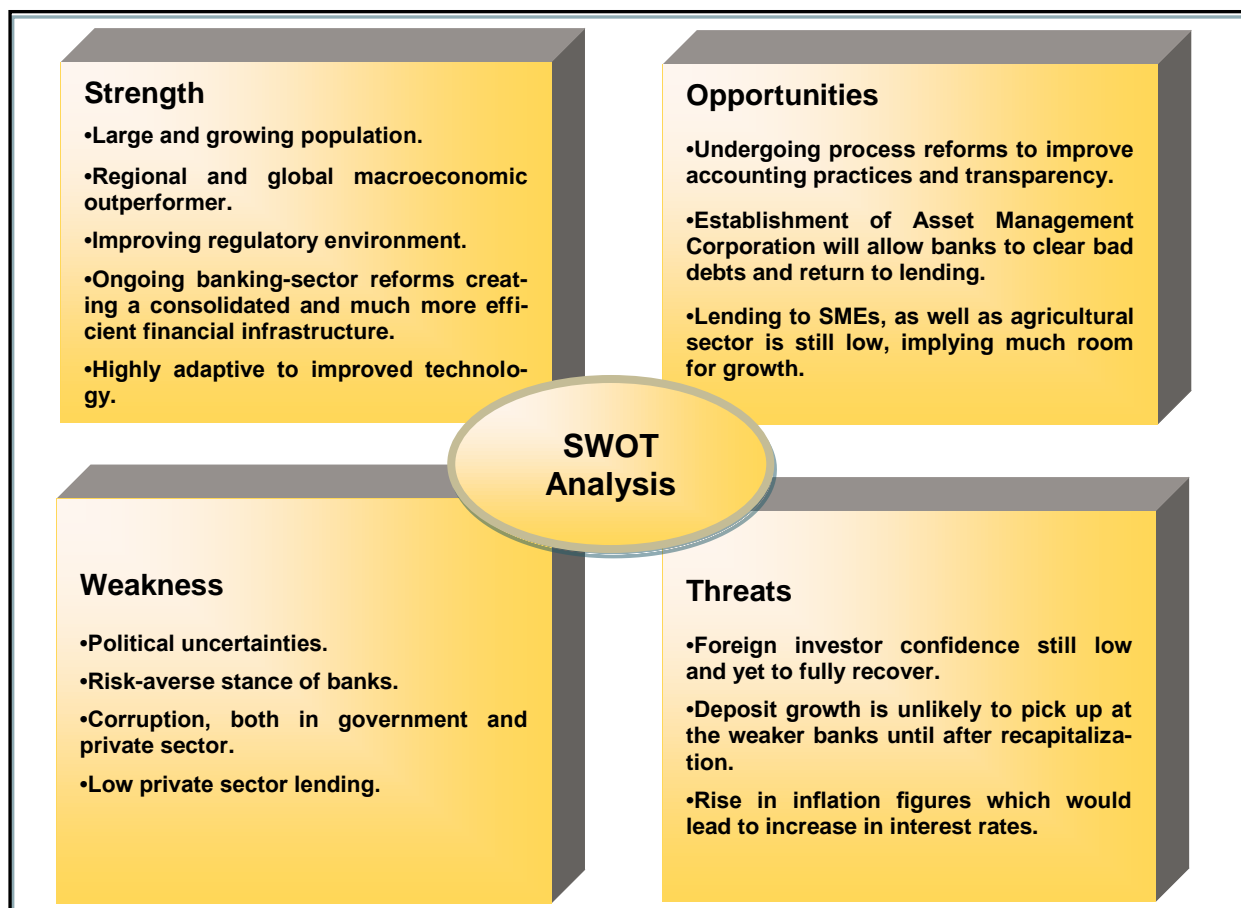 Strength
•Large and growing population.
•Regional and global macroeconomic
outperformer.
•Improving regulatory environment.
•Ongoing banking-sector reforms creat-
ing a consolidated and much more effi-
cient financial infrastructure.
•Highly adaptive to improved technolo-
gy.
Opportunities
•Undergoing process reforms to improve
accounting practices and transparency.
•Establishment of Asset Management
Corporation will allow banks to clear bad
debts and return to lending.
•Lending to SMEs, as well as agricultural
sector is still low, implying much room
for growth.
SWOT
Analysis
Weakness
•Political uncertainties.
•Risk-averse stance of banks.
•Corruption, both in government and
private sector.
•Low private sector lending.
Threats
•Foreign investor confidence still low
and yet to fully recover.
•Deposit growth is unlikely to pick up at
the weaker banks until after recapitaliza-
tion.
•Rise in inflation figures which would
lead to increase in interest rates.